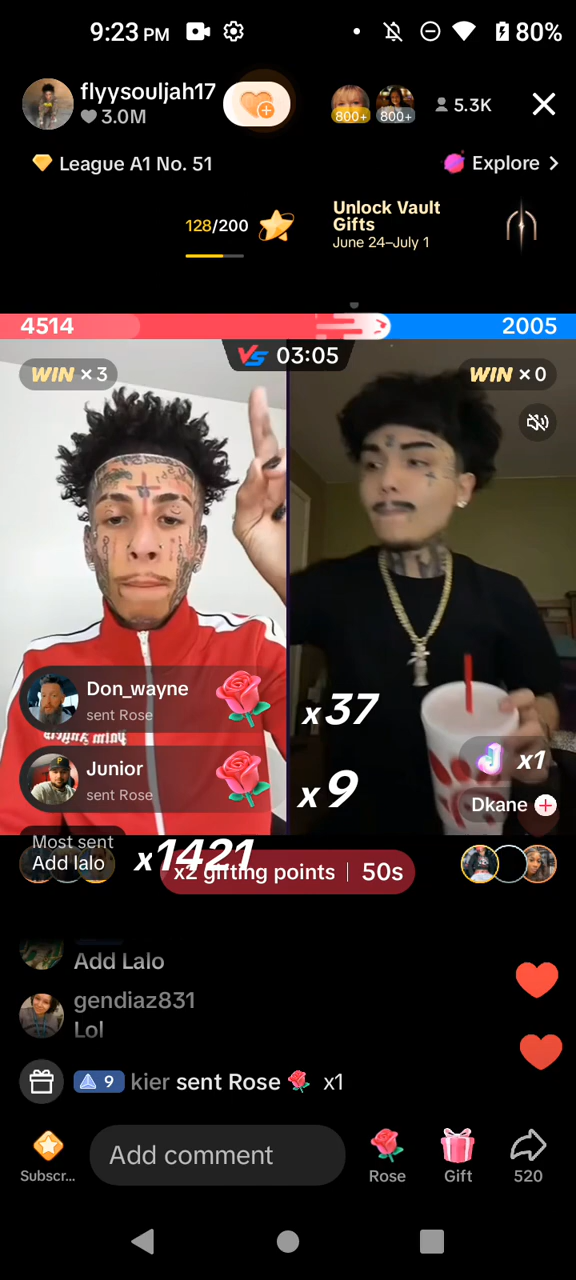 9:23 PM
80%
flyysouljah17
3.0M
800+
800+
5.3K
League A1 No. 51
Explore
128/200
Unlock Vault
Gifts
June 24–July 1
4514
2005
VS 03:05
WIN × 3
WIN × 0
Don_wayne
sent Rose
x37
Junior
sent Rose
x9
x1
Dkane
Most sent
Add lalo
x1421
x2 gifting points
50s
Add Lalo
gendiaz831
Lol
9 kier sent Rose x1
Add comment
Subscr...
Rose
Gift
520